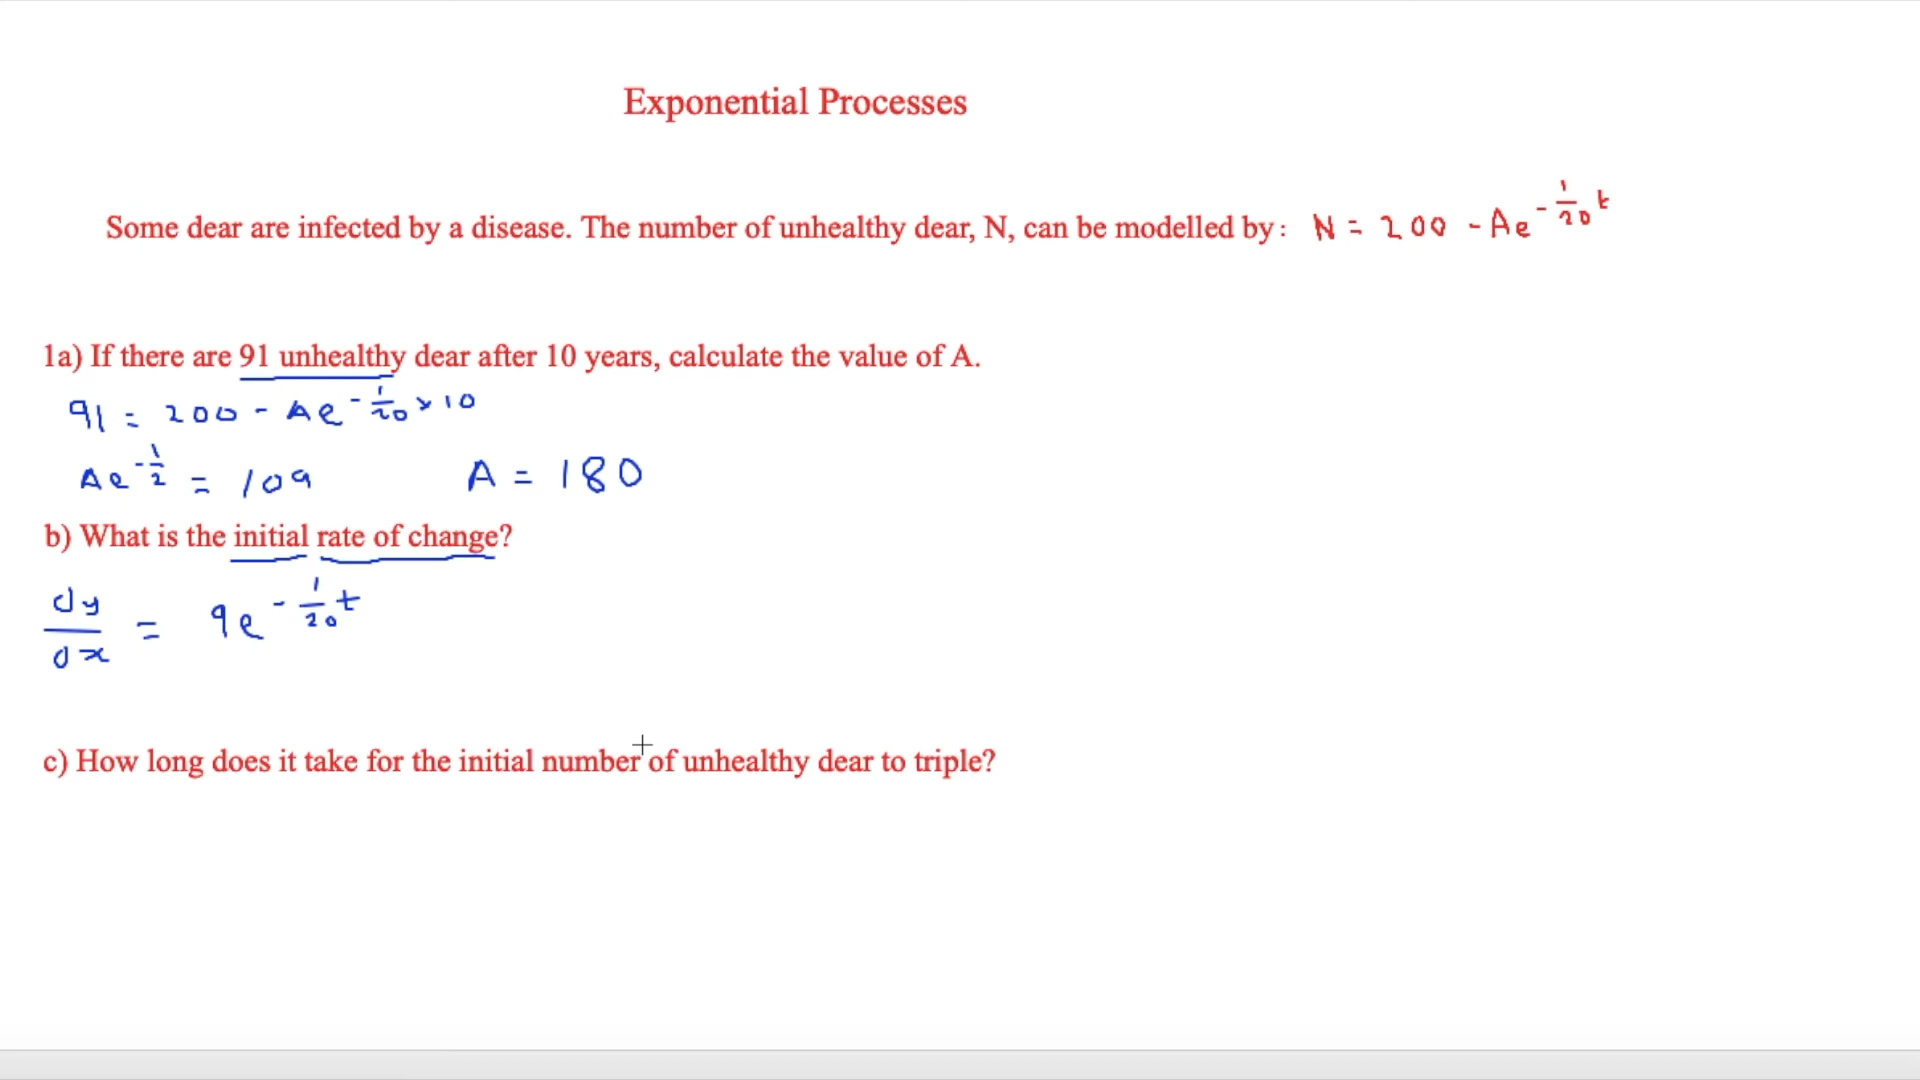 Exponential Processes
Some dear are infected by a disease. The number of unhealthy dear, N, can be modelled by: N = 200 - Ae^{-1/20 t}
1a) If there are 91 unhealthy dear after 10 years, calculate the value of A.
91 = 200 - Ae^{-1/20 × 10}
Ae^{-1/2} = 109 A = 180
b) What is the initial rate of change?
dy/dx = 9e^{-1/20 t}
c) How long does it take for the initial number of unhealthy dear to triple?